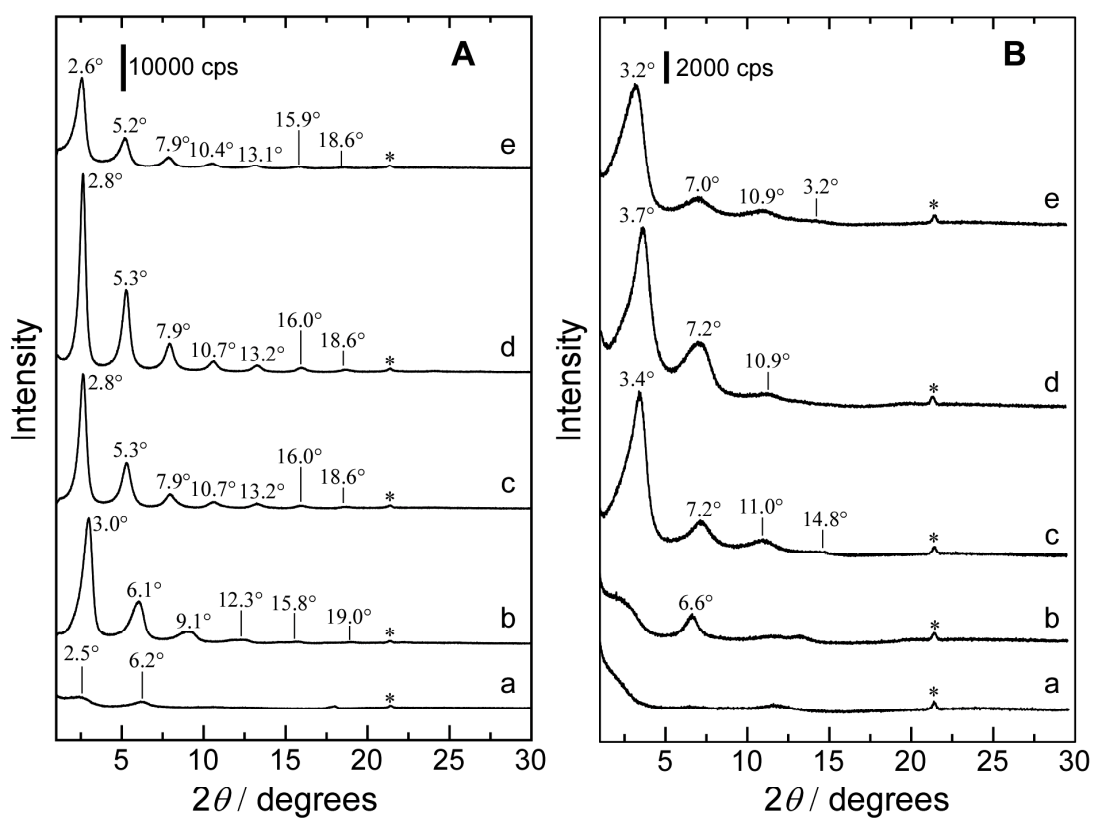 A
10000 cps
2.6°
5.2°
7.9°
10.4°
13.1°
15.9°
18.6°
*
e
2.8°
5.3°
7.9°
10.7°
13.2°
16.0°
18.6°
*
d
2.8°
5.3°
7.9°
10.7°
13.2°
16.0°
18.6°
*
c
3.0°
6.1°
9.1°
12.3°
15.8°
19.0°
*
b
2.5°
6.2°
*
a
Intensity
5 10 15 20 25 30
2θ / degrees
B
2000 cps
3.2°
7.0°
10.9°
3.2°
*
e
3.7°
7.2°
10.9°
*
d
3.4°
7.2°
11.0°
14.8°
*
c
6.6°
*
b
*
a
Intensity
5 10 15 20 25 30
2θ / degrees